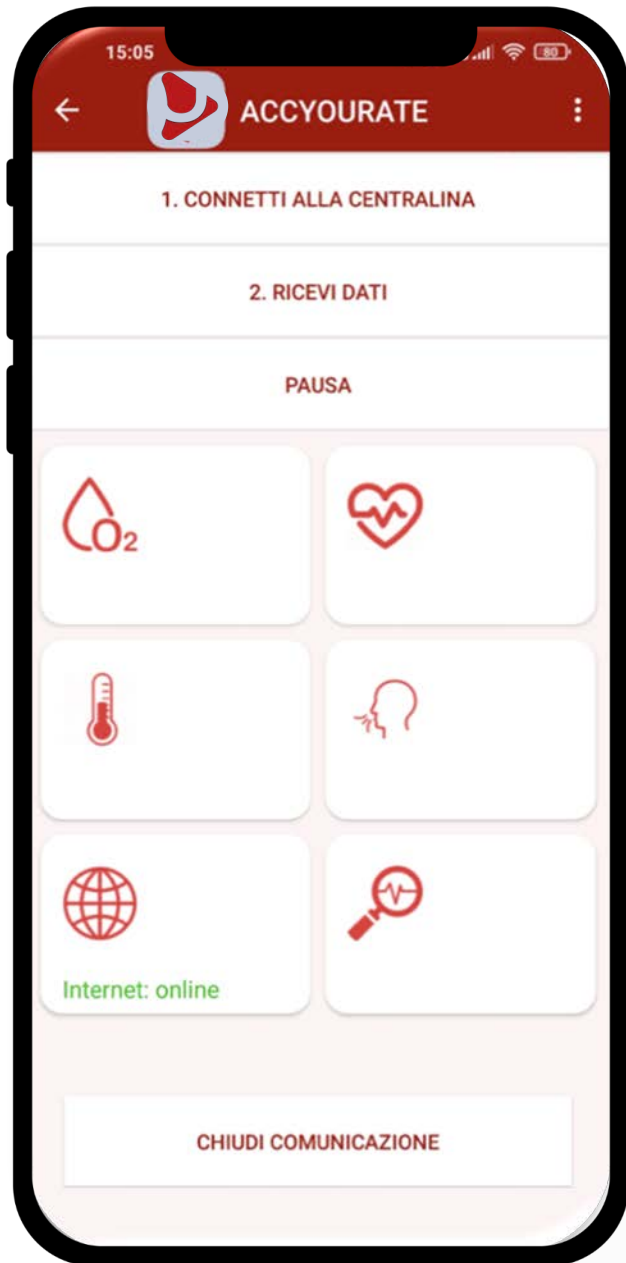 15:05
80
ACCYOURATE
1. CONNETTI ALLA CENTRALINA
2. RICEVI DATI
PAUSA
O2
Internet: online
CHIUDI COMUNICAZIONE